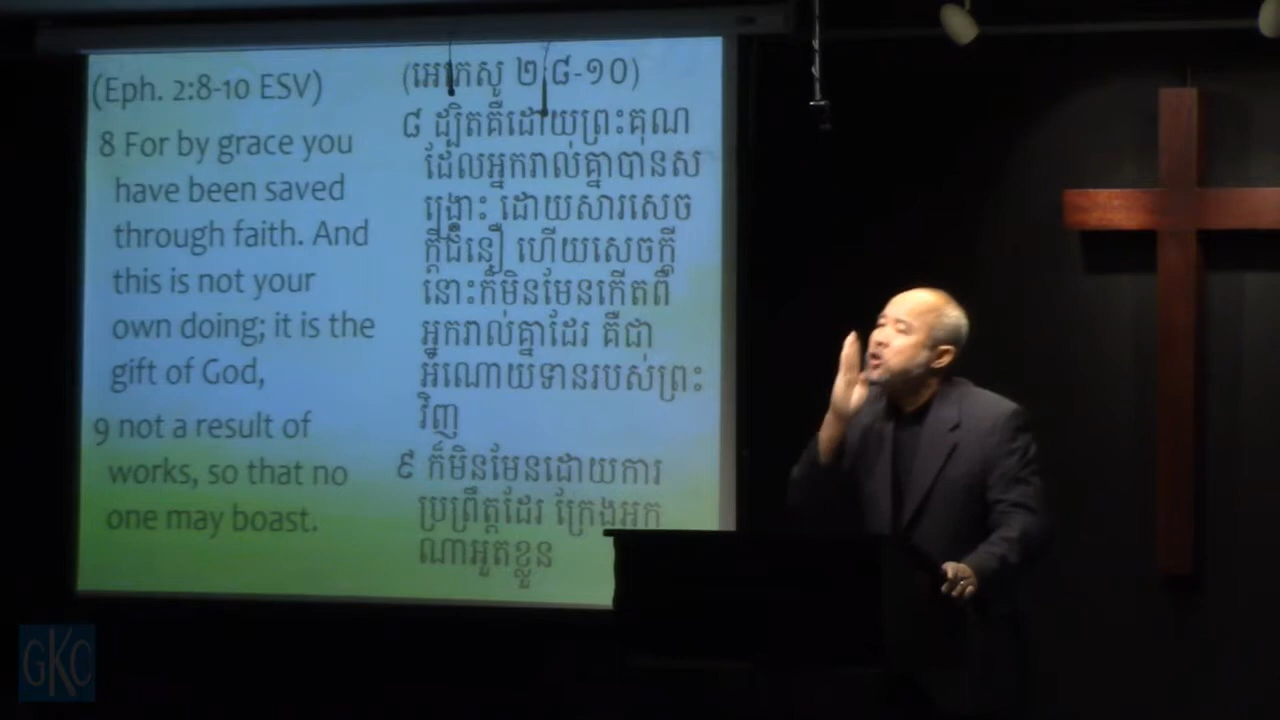 (Eph. 2:8-10 ESV)
8 For by grace you
have been saved
through faith. And
this is not your
own doing; it is the
gift of God,
9 not a result of
works, so that no
one may boast.
(អេភេសូ ២:៨-១០)
៨ ដ្បិតគឺដោយព្រះគុណ
ដែលអ្នករាល់គ្នាបានស
ង្គ្រោះ ដោយសារសេច
ក្តីជំនឿ ហើយសេចក្តី
នោះក៏មិនមែនកើតពី
អ្នករាល់គ្នាដែរ គឺជា
អំណោយទានរបស់ព្រះ
វិញ
៩ ក៏មិនមែនដោយការ
ប្រព្រឹត្តដែរ ក្រែងអ្នក
ណាអួតខ្លួន
GKC